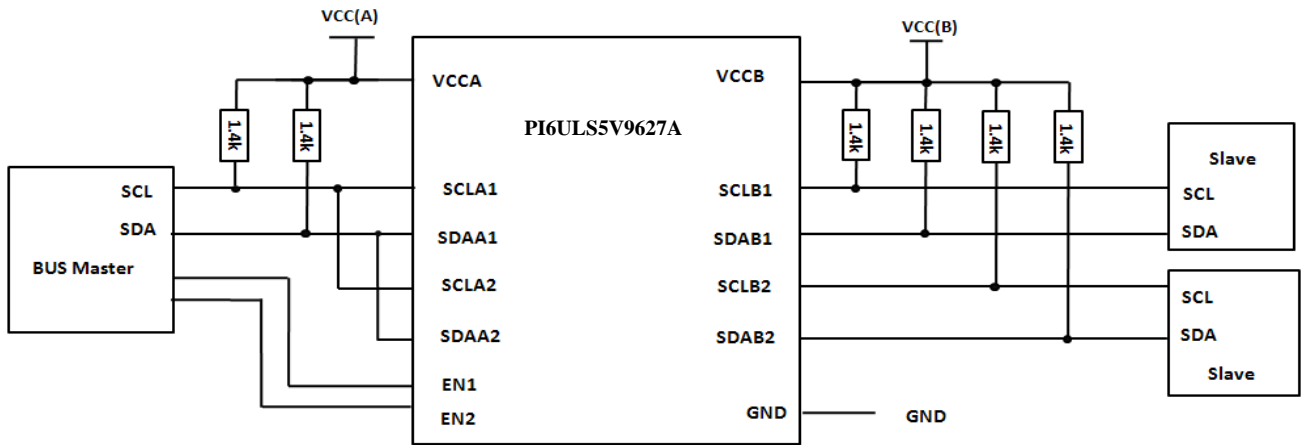 VCC(A)
VCC(B)
VCCA
VCCB
PI6ULS5V9627A
1.4k
1.4k
1.4k
1.4k
1.4k
1.4k
BUS Master
SCL
SDA
SCLA1
SDAA1
SCLA2
SDAA2
EN1
EN2
SCLB1
SDAB1
SCLB2
SDAB2
GND
GND
Slave
SCL
SDA
SCL
SDA
Slave